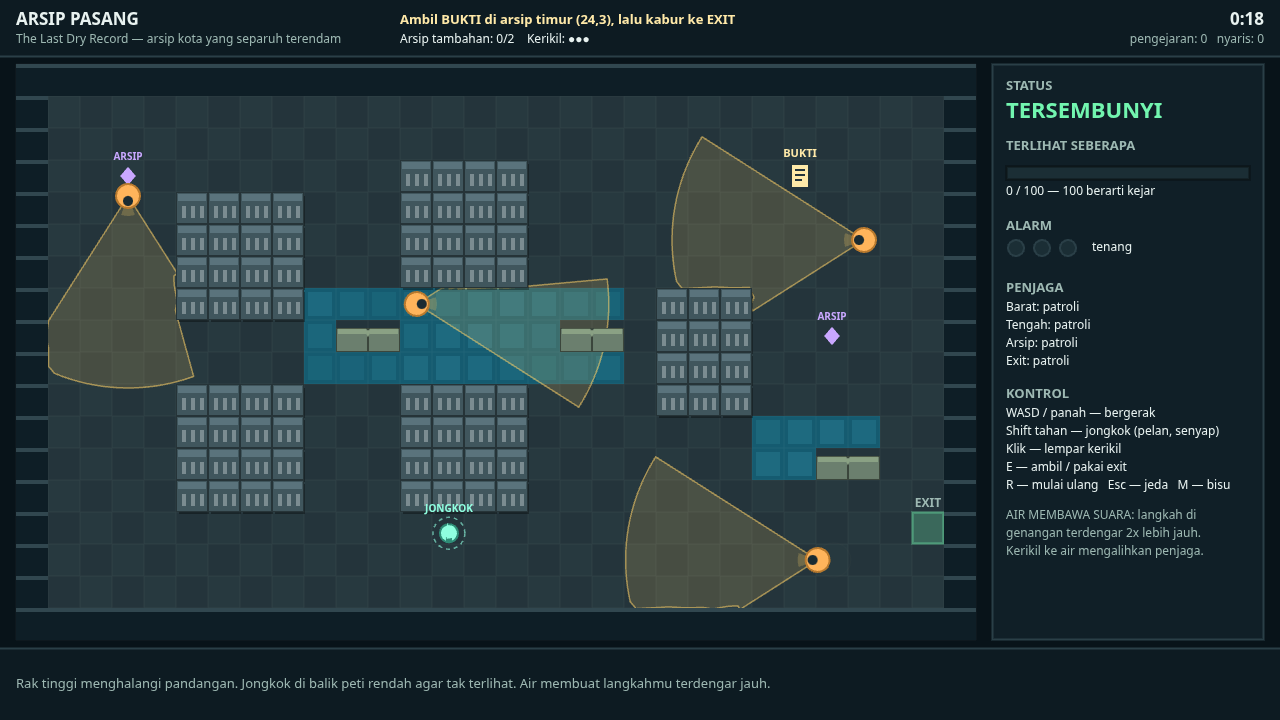 ARSIP PASANG
The Last Dry Record — arsip kota yang separuh terendam
Ambil BUKTI di arsip timur (24,3), lalu kabur ke EXIT
Arsip tambahan: 0/2    Kerikil: ●●●
0:18
pengejaran: 0   nyaris: 0
ARSIP
BUKTI
ARSIP
JONGKOK
EXIT
STATUS
TERSEMBUNYI
TERLIHAT SEBERAPA
0 / 100 — 100 berarti kejar
ALARM
tenang
PENJAGA
Barat: patroli
Tengah: patroli
Arsip: patroli
Exit: patroli
KONTROL
WASD / panah — bergerak
Shift tahan — jongkok (pelan, senyap)
Klik — lempar kerikil
E — ambil / pakai exit
R — mulai ulang   Esc — jeda   M — bisu
AIR MEMBAWA SUARA: langkah di
genangan terdengar 2x lebih jauh.
Kerikil ke air mengalihkan penjaga.
Rak tinggi menghalangi pandangan. Jongkok di balik peti rendah agar tak terlihat. Air membuat langkahmu terdengar jauh.